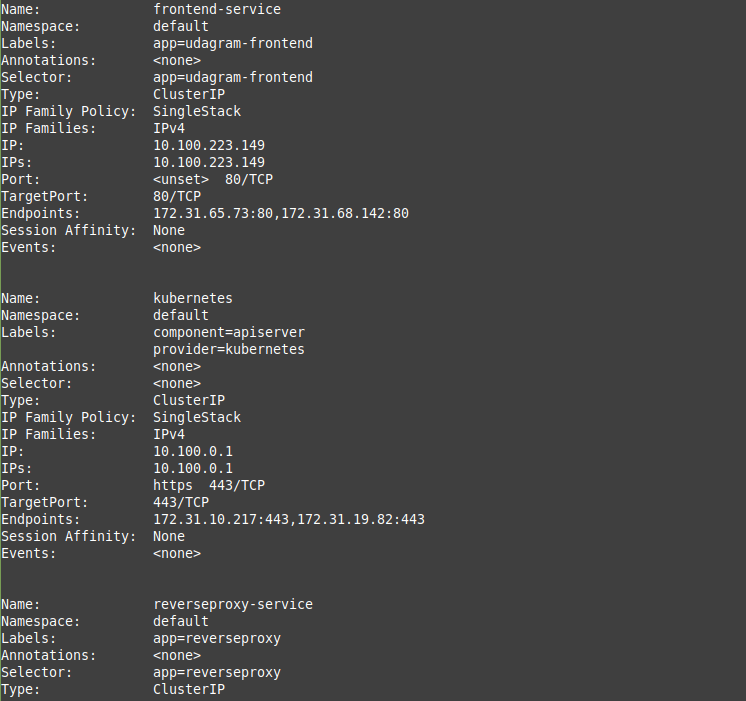 Name:              frontend-service
Namespace:         default
Labels:            app=udagram-frontend
Annotations:       <none>
Selector:          app=udagram-frontend
Type:              ClusterIP
IP Family Policy:  SingleStack
IP Families:       IPv4
IP:                10.100.223.149
IPs:               10.100.223.149
Port:              <unset>  80/TCP
TargetPort:        80/TCP
Endpoints:         172.31.65.73:80,172.31.68.142:80
Session Affinity:  None
Events:            <none>
Name:              kubernetes
Namespace:         default
Labels:            component=apiserver
                   provider=kubernetes
Annotations:       <none>
Selector:          <none>
Type:              ClusterIP
IP Family Policy:  SingleStack
IP Families:       IPv4
IP:                10.100.0.1
IPs:               10.100.0.1
Port:              https  443/TCP
TargetPort:        443/TCP
Endpoints:         172.31.10.217:443,172.31.19.82:443
Session Affinity:  None
Events:            <none>
Name:              reverseproxy-service
Namespace:         default
Labels:            app=reverseproxy
Annotations:       <none>
Selector:          app=reverseproxy
Type:              ClusterIP